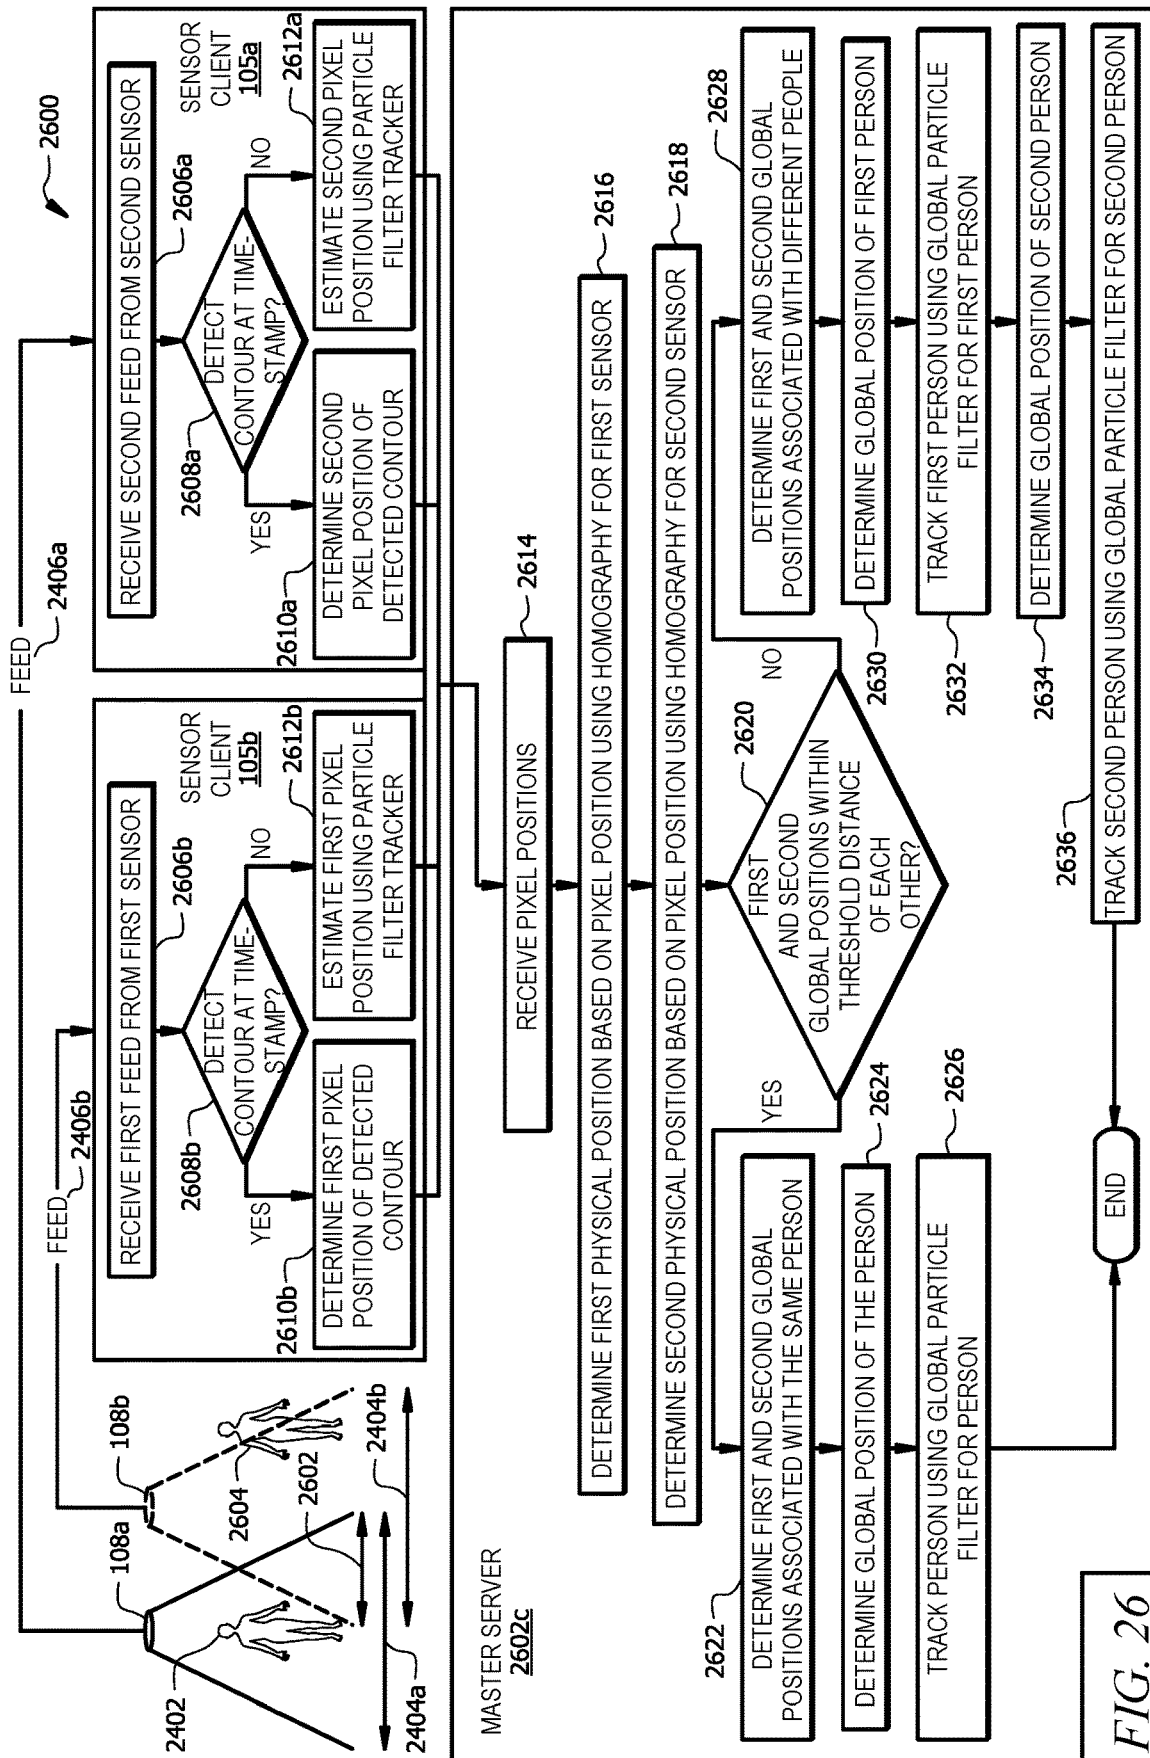 2600
FEED
2406a
FEED
2406b
108b
108a
2402
2604
2602
2404b
2404a
RECEIVE FIRST FEED FROM FIRST SENSOR
2606b
SENSOR
CLIENT
105b
DETECT
CONTOUR AT TIME-
STAMP?
2608b
YES
NO
DETERMINE FIRST PIXEL
POSITION OF DETECTED
CONTOUR
2610b
ESTIMATE FIRST PIXEL
POSITION USING PARTICLE
FILTER TRACKER
2612b
RECEIVE SECOND FEED FROM SECOND SENSOR
2606a
SENSOR
CLIENT
105a
DETECT
CONTOUR AT TIME-
STAMP?
2608a
YES
NO
DETERMINE SECOND
PIXEL POSITION OF
DETECTED CONTOUR
2610a
ESTIMATE SECOND PIXEL
POSITION USING PARTICLE
FILTER TRACKER
2612a
MASTER SERVER
2602c
RECEIVE PIXEL POSITIONS
2614
DETERMINE FIRST PHYSICAL POSITION BASED ON PIXEL POSITION USING HOMOGRAPHY FOR FIRST SENSOR
2616
DETERMINE SECOND PHYSICAL POSITION BASED ON PIXEL POSITION USING HOMOGRAPHY FOR SECOND SENSOR
2618
FIRST
AND SECOND
GLOBAL POSITIONS WITHIN
THRESHOLD DISTANCE
OF EACH
OTHER?
2620
YES
NO
DETERMINE FIRST AND SECOND GLOBAL
POSITIONS ASSOCIATED WITH THE SAME PERSON
2622
DETERMINE GLOBAL POSITION OF THE PERSON
2624
TRACK PERSON USING GLOBAL PARTICLE
FILTER FOR PERSON
2626
DETERMINE FIRST AND SECOND GLOBAL
POSITIONS ASSOCIATED WITH DIFFERENT PEOPLE
2628
DETERMINE GLOBAL POSITION OF FIRST PERSON
2630
TRACK FIRST PERSON USING GLOBAL PARTICLE
FILTER FOR FIRST PERSON
2632
DETERMINE GLOBAL POSITION OF SECOND PERSON
2634
TRACK SECOND PERSON USING GLOBAL PARTICLE FILTER FOR SECOND PERSON
2636
END
FIG. 26